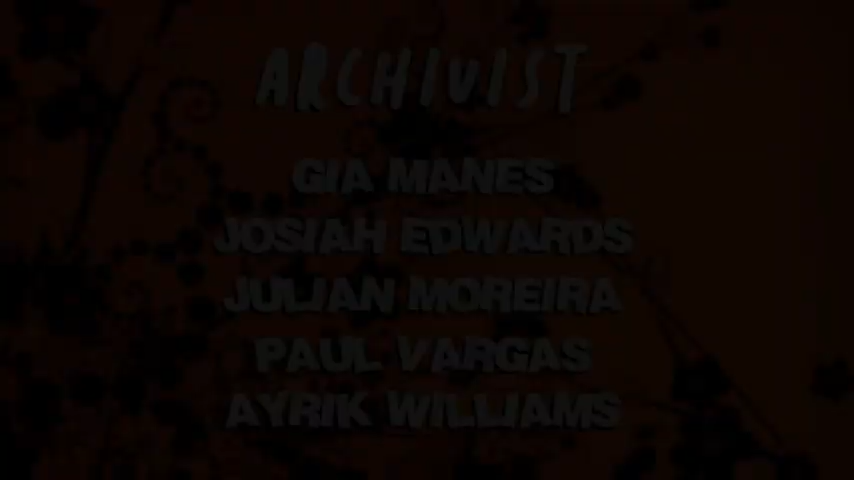 ARCHIVIST
GIA MANES
JOSIAH EDWARDS
JULIAN MOREIRA
PAUL VARGAS
AYRIK WILLIAMS